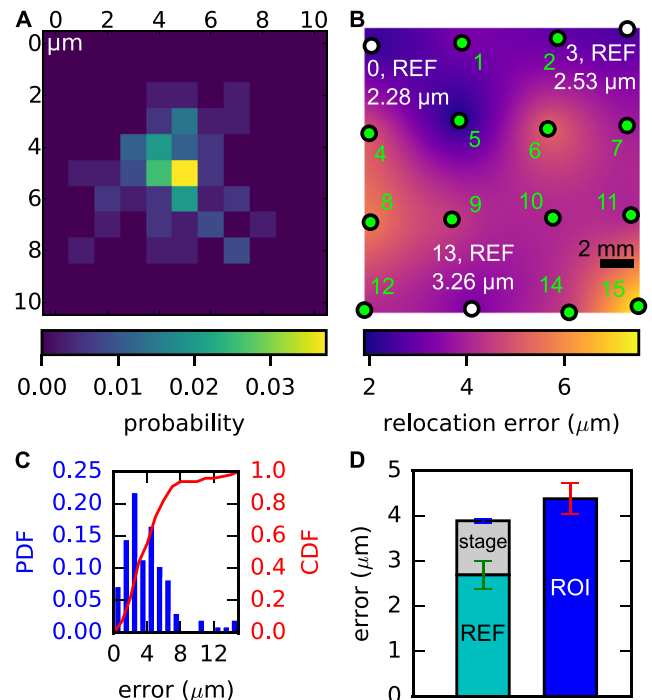 A
0 2 4 6 8 10
µm
0
2
4
6
8
10
0.00 0.01 0.02 0.03
probability
B
0, REF
2.28 µm
1
2
3, REF
2.53 µm
4
5
6
7
8
9
10
11
13, REF
3.26 µm
2 mm
12
14
15
2 4 6
relocation error (µm)
C
PDF
0.25
0.20
0.15
0.10
0.05
0.00
1.0
0.8
0.6
0.4
0.2
0.0
CDF
0 4 8 12
error (µm)
D
error (µm)
5
4
3
2
1
0
stage
REF
ROI